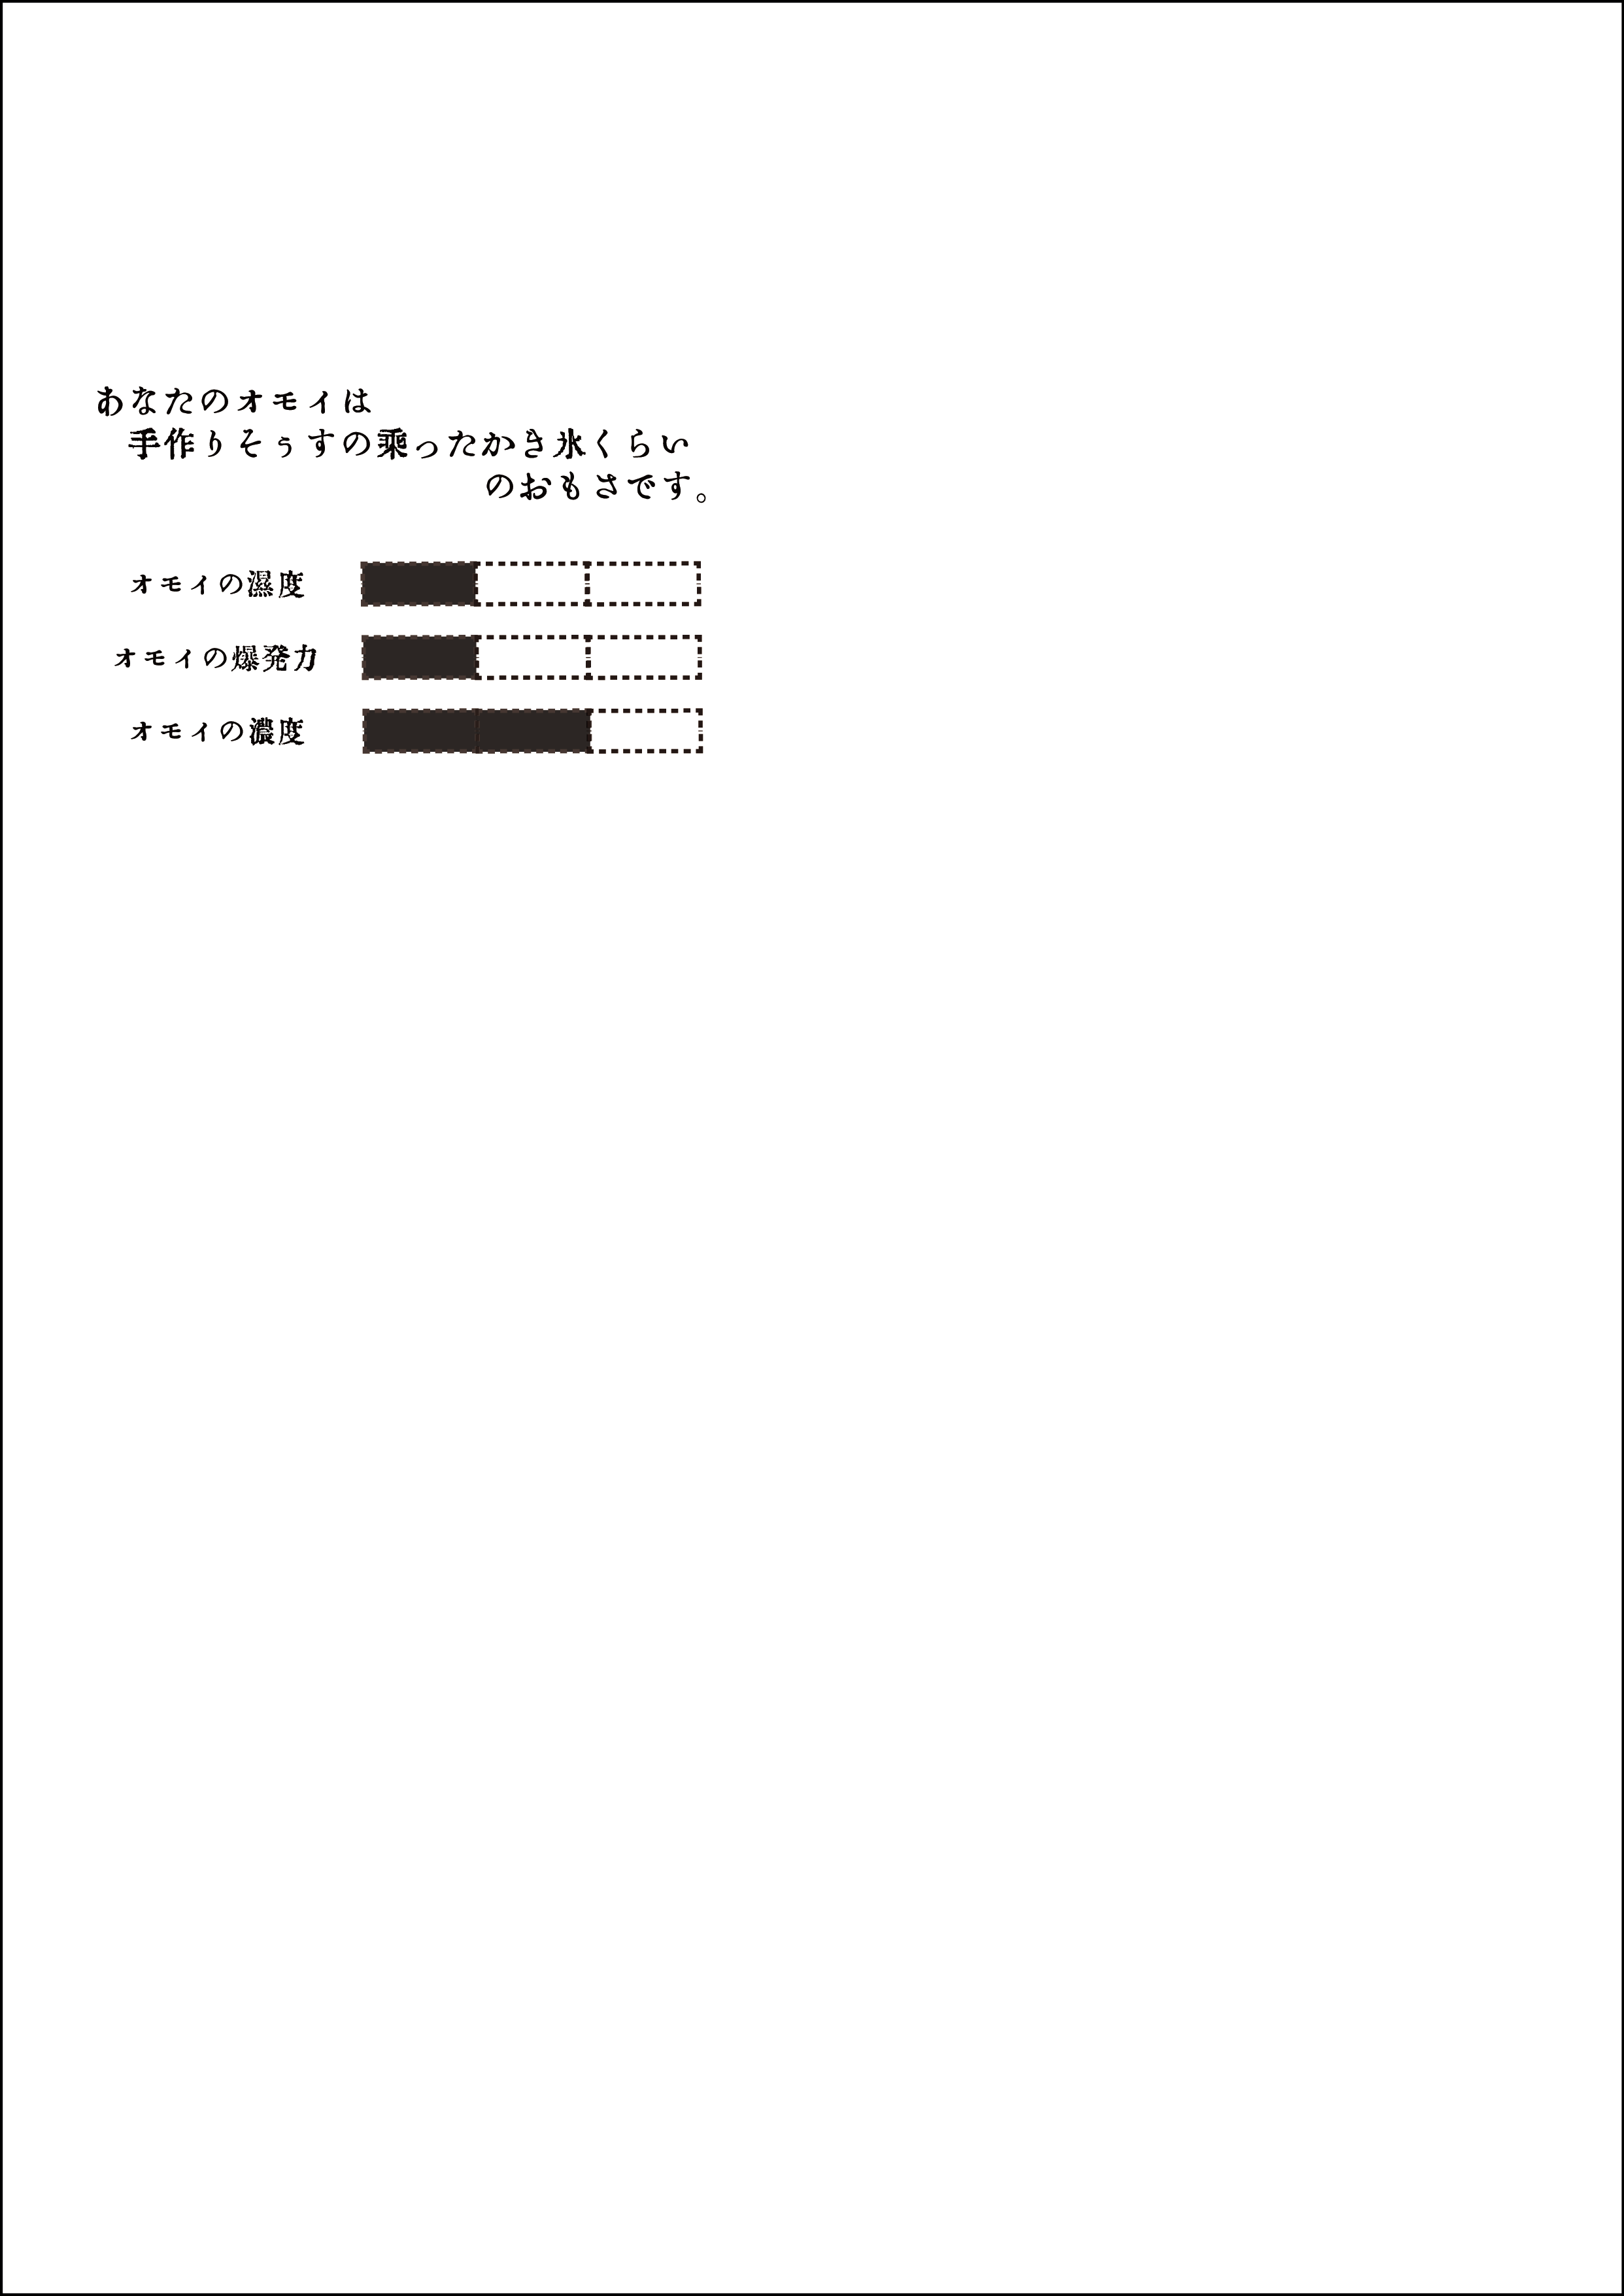 あなたのオモイは
手作りそぅすの乗ったかき氷くらい
のおもさです。
オモイの濕度
オモイの爆発力
オモイの濃度